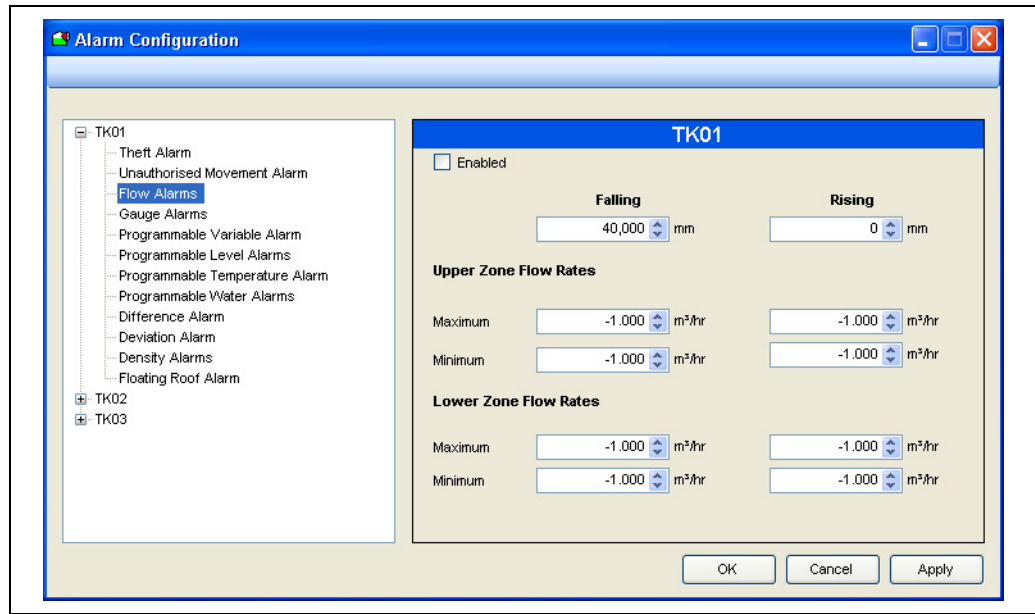 Alarm Configuration
TK01
Theft Alarm
Unauthorised Movement Alarm
Flow Alarms
Gauge Alarms
Programmable Variable Alarm
Programmable Level Alarms
Programmable Temperature Alarm
Programmable Water Alarms
Difference Alarm
Deviation Alarm
Density Alarms
Floating Roof Alarm
TK02
TK03
TK01
Enabled
Falling Rising
40,000 mm 0 mm
Upper Zone Flow Rates
Maximum -1.000 m³/hr -1.000 m³/hr
Minimum -1.000 m³/hr -1.000 m³/hr
Lower Zone Flow Rates
Maximum -1.000 m³/hr -1.000 m³/hr
Minimum -1.000 m³/hr -1.000 m³/hr
OK Cancel Apply